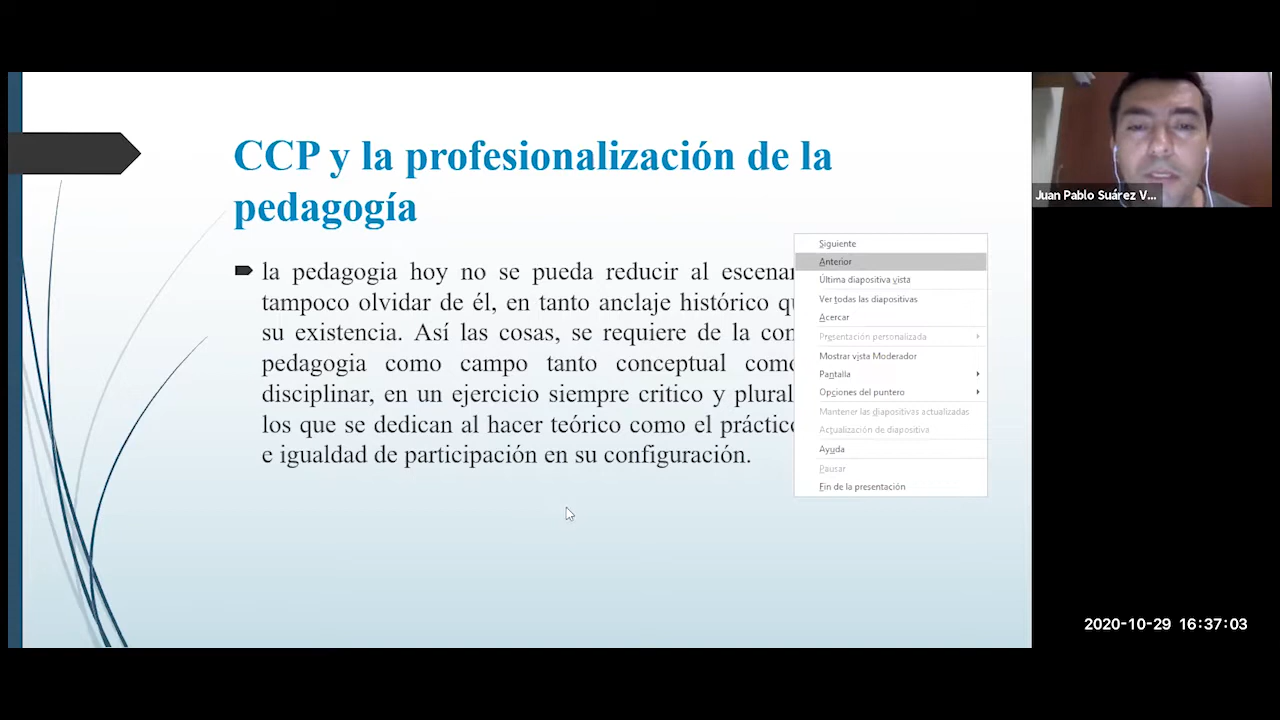 CCP y la profesionalización de la
pedagogía
la pedagogia hoy no se pueda reducir al
tampoco olvidar de él, en tanto anclaje histórico
su existencia. Así las cosas, se requiere de la
pedagogia como campo tanto conceptual como
disciplinar, en un ejercicio siempre critico y plural
los que se dedican al hacer teórico como el práctico
e igualdad de participación en su configuración.
Siguiente
Anterior
Última diapositiva vista
Ver todas las diapositivas
Acercar
Presentación personalizada
Mostrar vista Moderador
Pantalla
Opciones del puntero
Mantener las diapositivas actualizadas
Actualización de diapositiva
Ayuda
Pausar
Fin de la presentación
Juan Pablo Suárez V...
2020-10-29 16:37:03